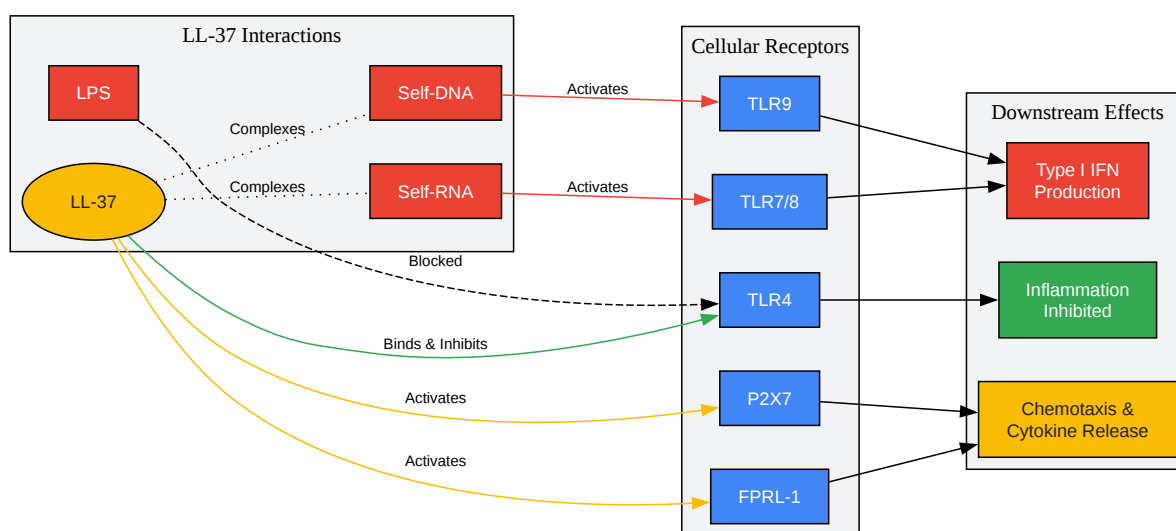 LL-37 Interactions
LPS
LL-37
Self-DNA
Self-RNA
Complexes
Complexes
Activates
Activates
Blocked
Binds & Inhibits
Activates
Activates
Cellular Receptors
TLR9
TLR7/8
TLR4
P2X7
FPRL-1
Downstream Effects
Type I IFN
Production
Inflammation
Inhibited
Chemotaxis &
Cytokine Release